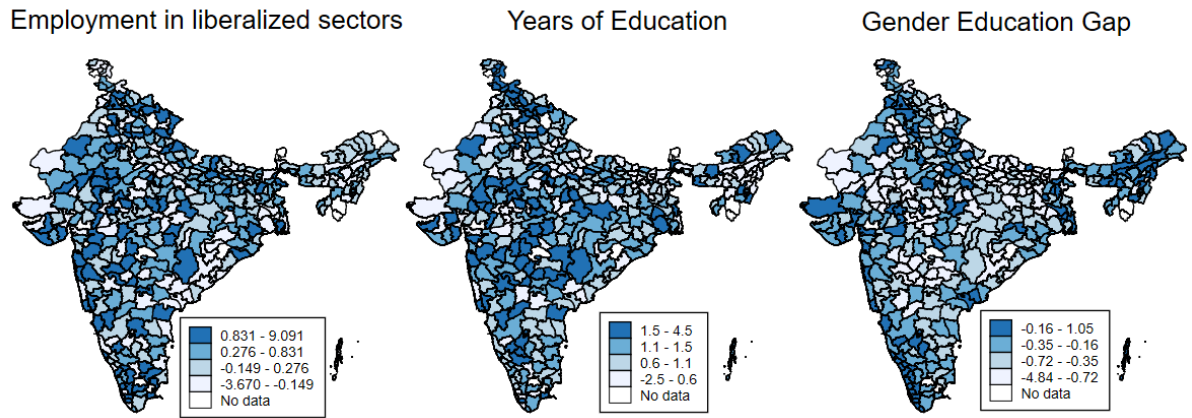 Employment in liberalized sectors
Years of Education
Gender Education Gap
0.831 - 9.091
0.276 - 0.831
-0.149 - 0.276
-3.670 - -0.149
No data
1.5 - 4.5
1.1 - 1.5
0.6 - 1.1
-2.5 - 0.6
No data
-0.16 - 1.05
-0.35 - -0.16
-0.72 - -0.35
-4.84 - -0.72
No data